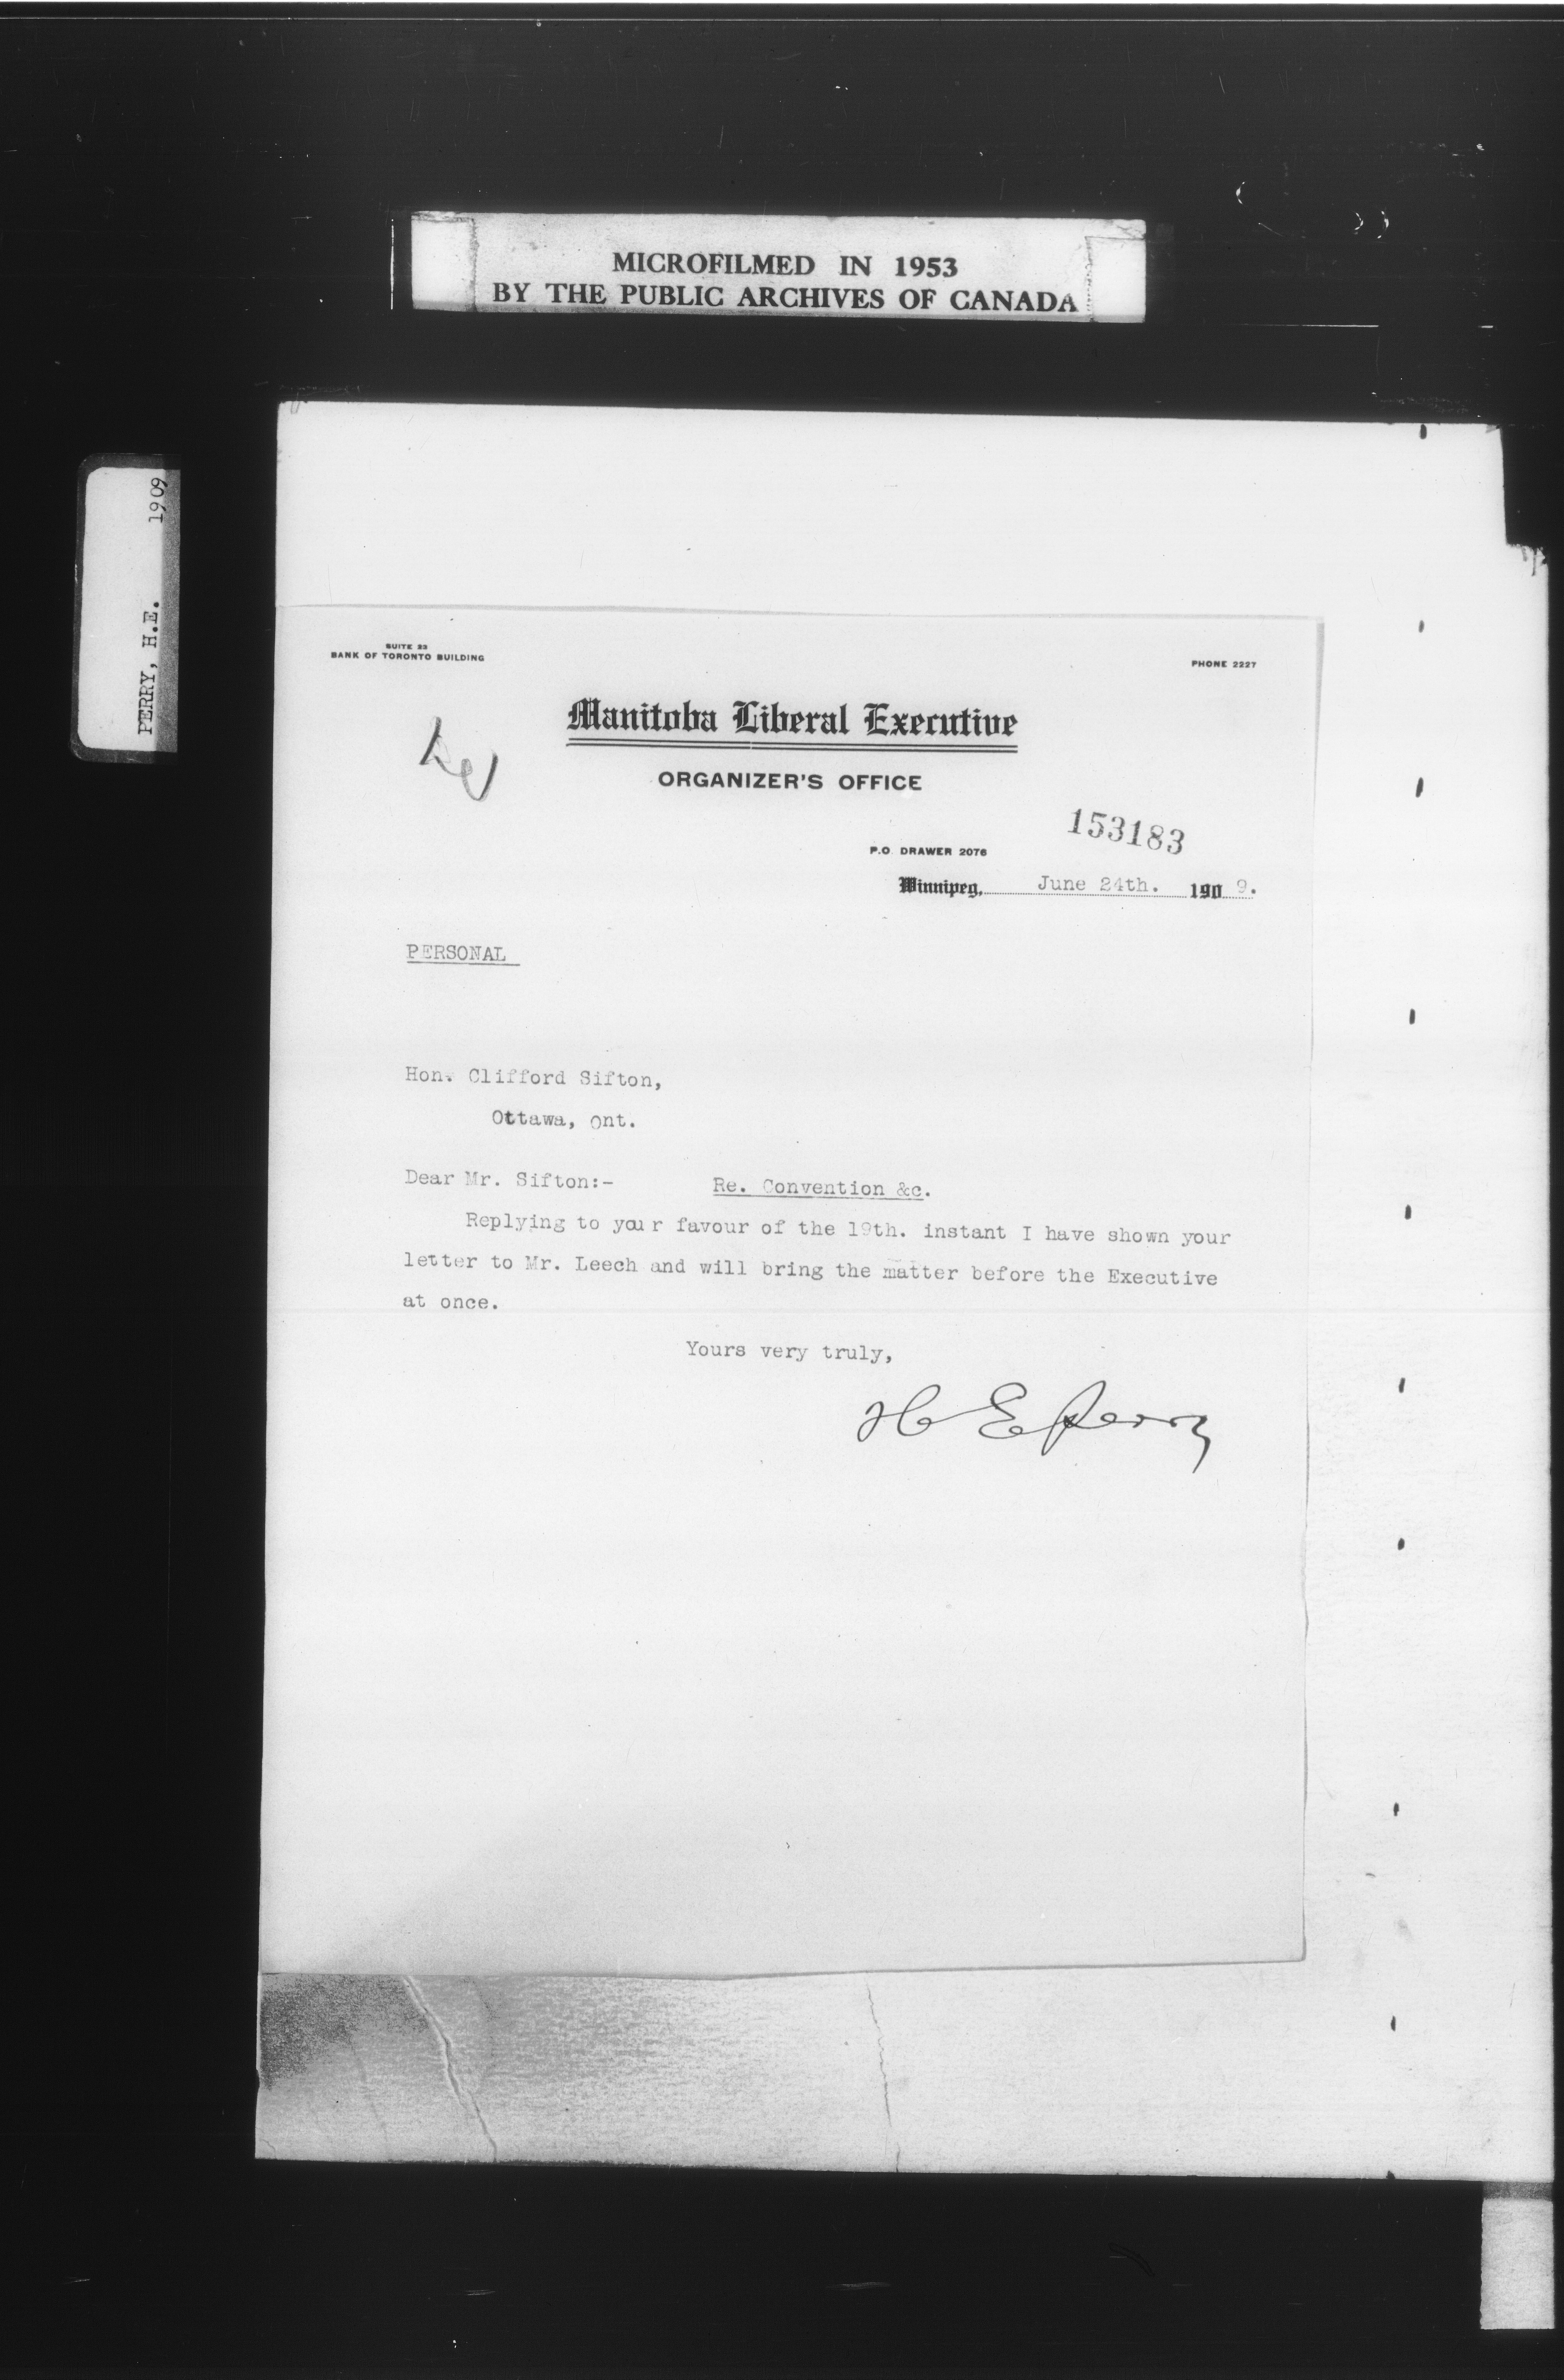 MICROFILMED IN 1953
BY THE PUBLIC ARCHIVES OF CANADA
PERRY, H.E. 1909
SUITE 23
BANK OF TORONTO BUILDING
PHONE 2227
Manitoba Liberal Executive
ORGANIZER'S OFFICE
153183
P.O. DRAWER 2076
Winnipeg, June 24th. 190 9.
PERSONAL
Hon. Clifford Sifton,
Ottawa, Ont.
Dear Mr. Sifton:- Re. Convention &c.
Replying to your favour of the 19th. instant I have shown your
letter to Mr. Leech and will bring the matter before the Executive
at once.
Yours very truly,
H E Perry